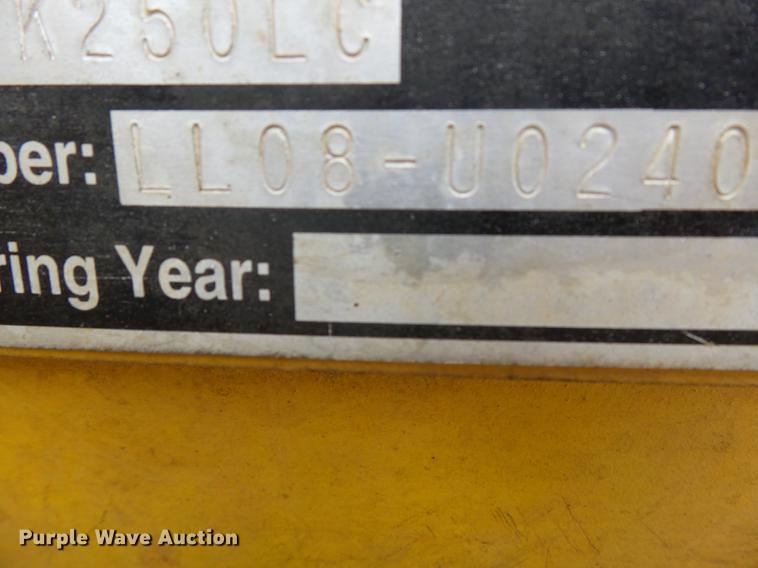 K250LC
ber: LL08-U0240
ring Year:
Purple Wave Auction